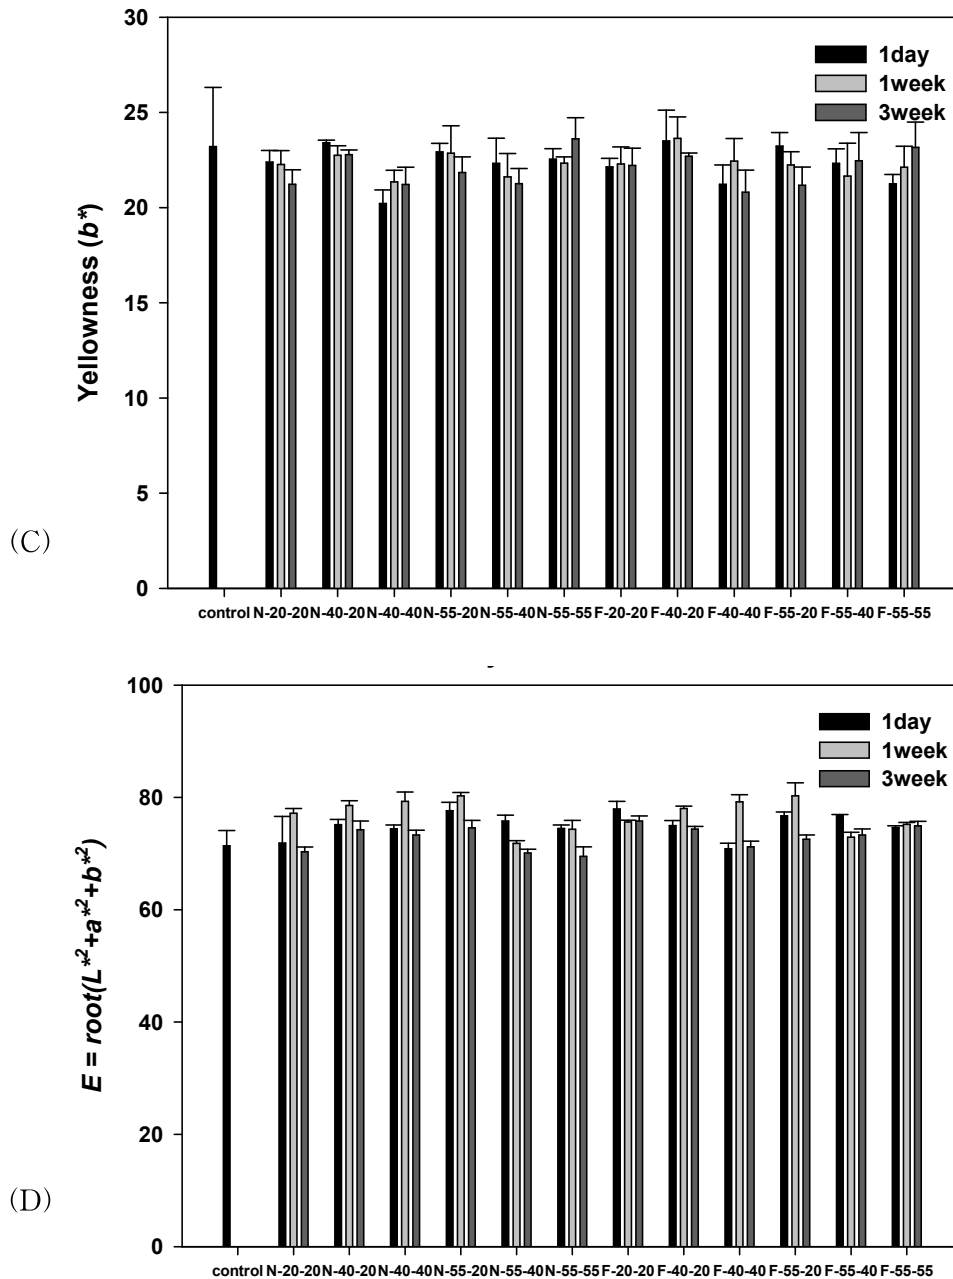 30
25
20
15
10
5
0
Yellowness (b*)
1day
1week
3week
(C)
control N-20-20 N-40-20 N-40-40 N-55-20 N-55-40 N-55-55 F-20-20 F-40-20 F-40-40 F-55-20 F-55-40 F-55-55
100
80
60
40
20
0
E = root(L*²+a*²+b*²)
1day
1week
3week
(D)
control N-20-20 N-40-20 N-40-40 N-55-20 N-55-40 N-55-55 F-20-20 F-40-20 F-40-40 F-55-20 F-55-40 F-55-55